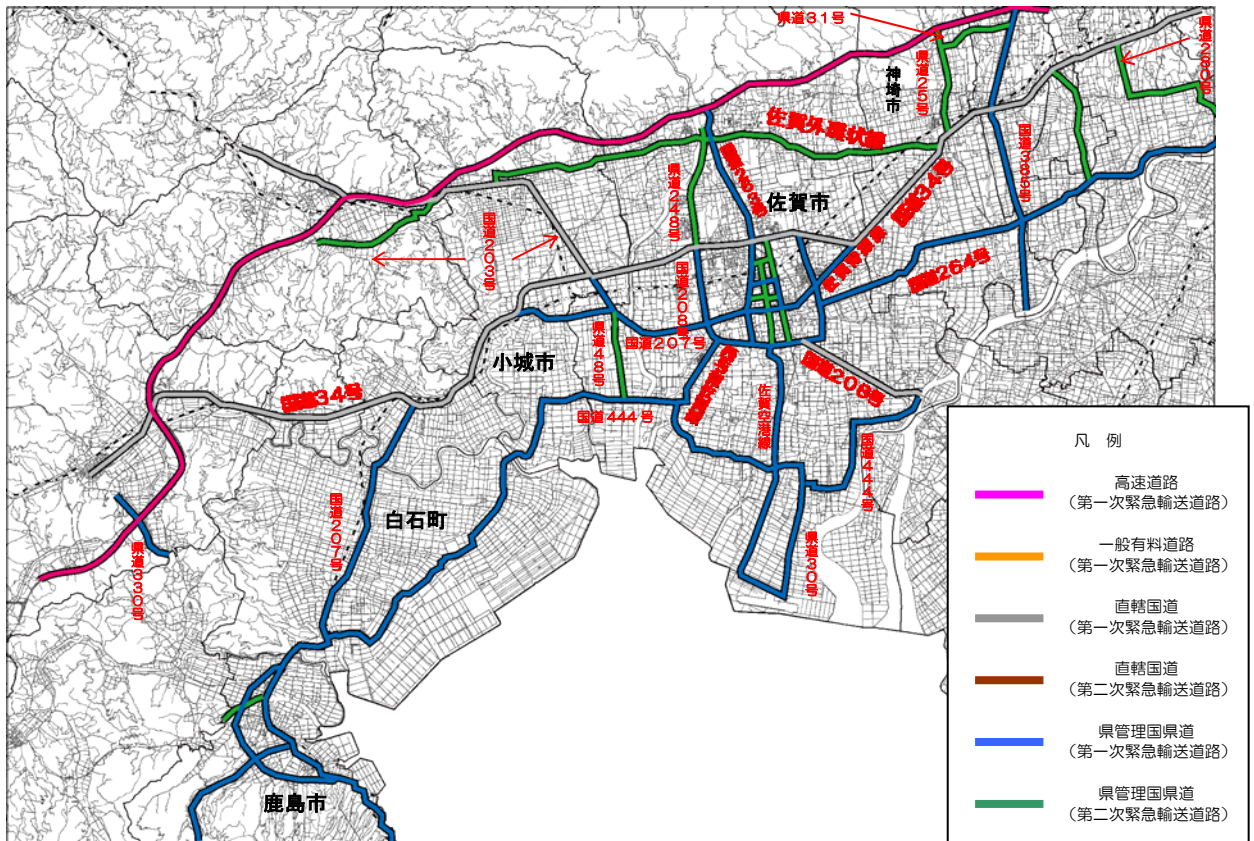 県道31号
県道25号
神埼市
国道385号
佐賀外環状線
県道248号
佐賀市
国道34号
国道203号
国道264号
国道208号
国道207号
小城市
県道48号
国道34号
国道208号
国道444号
佐賀空港線
国道444号
国道207号
白石町
県道30号
県道330号
鹿島市
凡 例
高速道路
(第一次緊急輸送道路)
一般有料道路
(第一次緊急輸送道路)
直轄国道
(第一次緊急輸送道路)
直轄国道
(第二次緊急輸送道路)
県管理国県道
(第一次緊急輸送道路)
県管理国県道
(第二次緊急輸送道路)